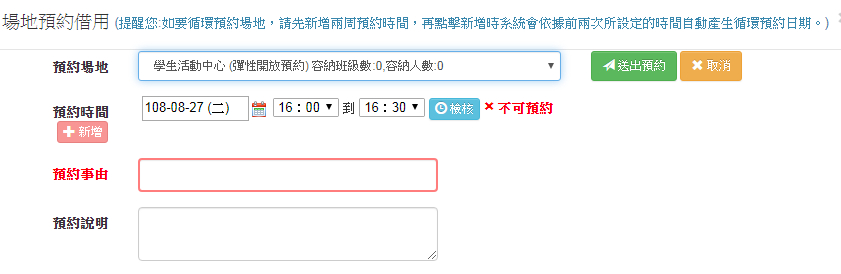 場地預約借用 (提醒您:如要循環預約場地，請先新增兩周預約時間，再點擊新增時系統會依據前兩次所設定的時間自動產生循環預約日期。)
預約場地 學生活動中心 (彈性開放預約) 容納班級數:0,容納人數:0 送出預約 取消
預約時間 108-08-27 (二) 16：00 到 16：30 檢核 不可預約
新增
預約事由
預約說明